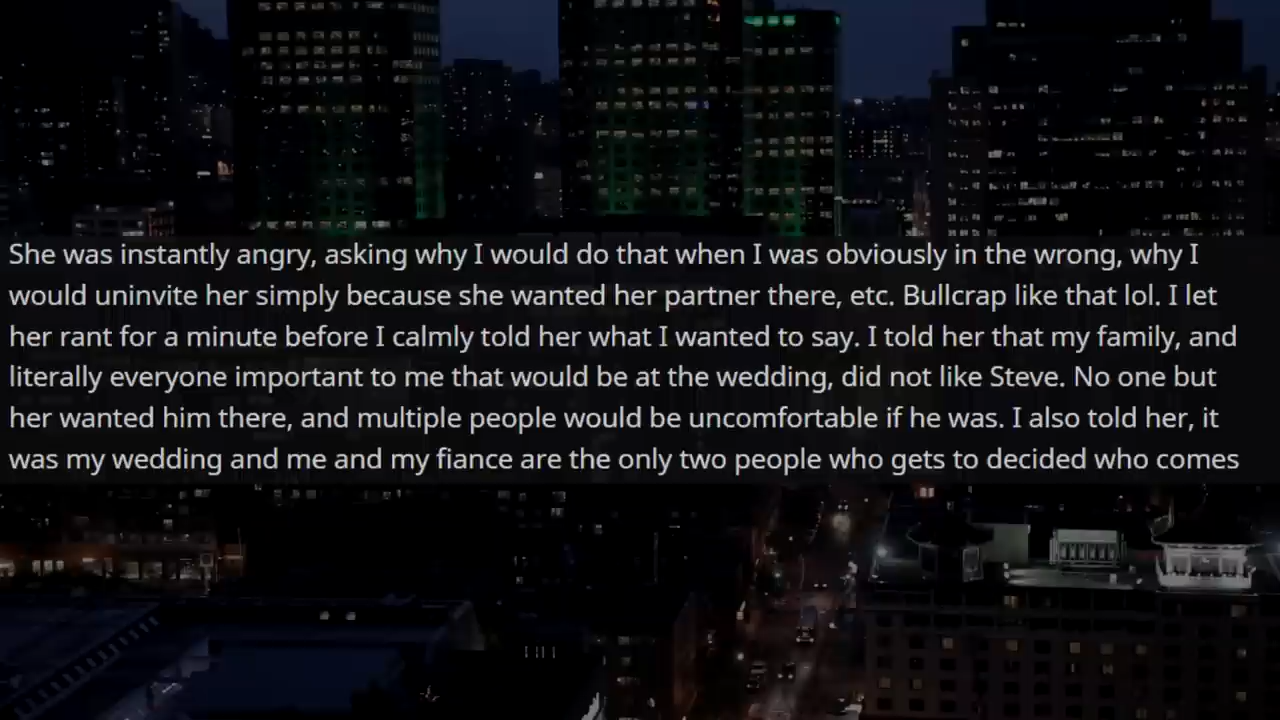 She was instantly angry, asking why I would do that when I was obviously in the wrong, why I
would uninvite her simply because she wanted her partner there, etc. Bullcrap like that lol. I let
her rant for a minute before I calmly told her what I wanted to say. I told her that my family, and
literally everyone important to me that would be at the wedding, did not like Steve. No one but
her wanted him there, and multiple people would be uncomfortable if he was. I also told her, it
was my wedding and me and my fiance are the only two people who gets to decided who comes